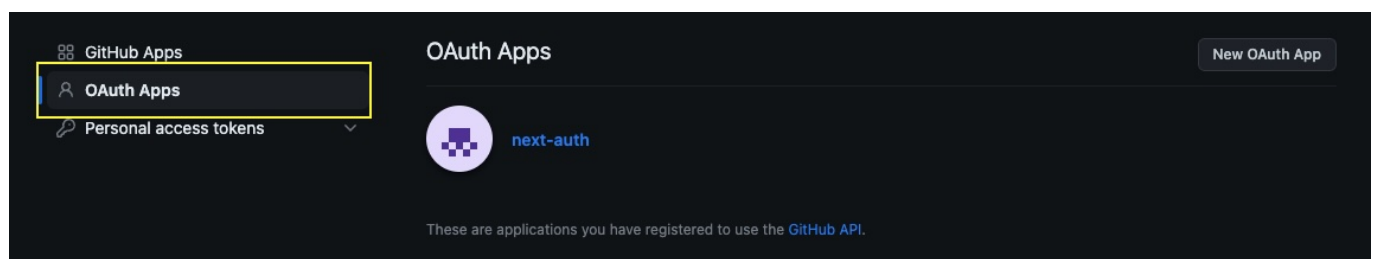 GitHub Apps
OAuth Apps
Personal access tokens
OAuth Apps
New OAuth App
next-auth
These are applications you have registered to use the GitHub API.